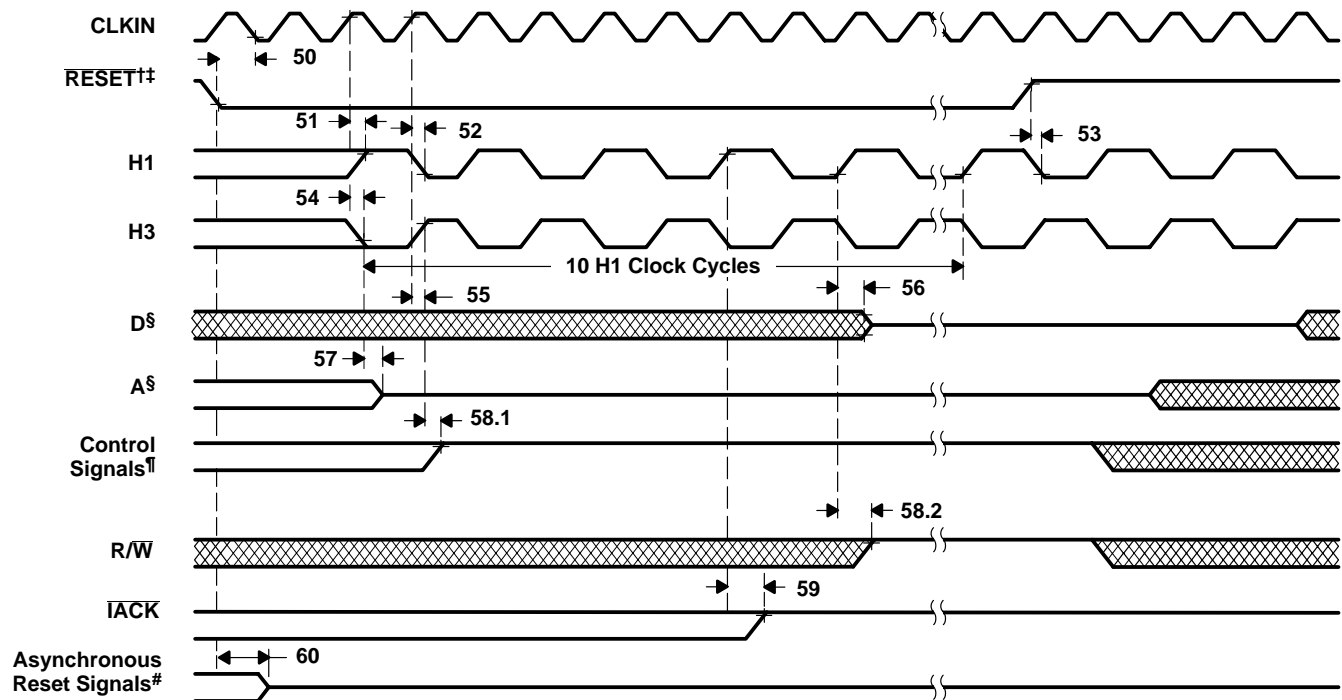 CLKIN
50
RESET†‡
51
52
53
H1
54
H3
10 H1 Clock Cycles
55
56
D§
57
A§
58.1
Control
Signals¶
58.2
R/W
59
IACK
60
Asynchronous
Reset Signals#